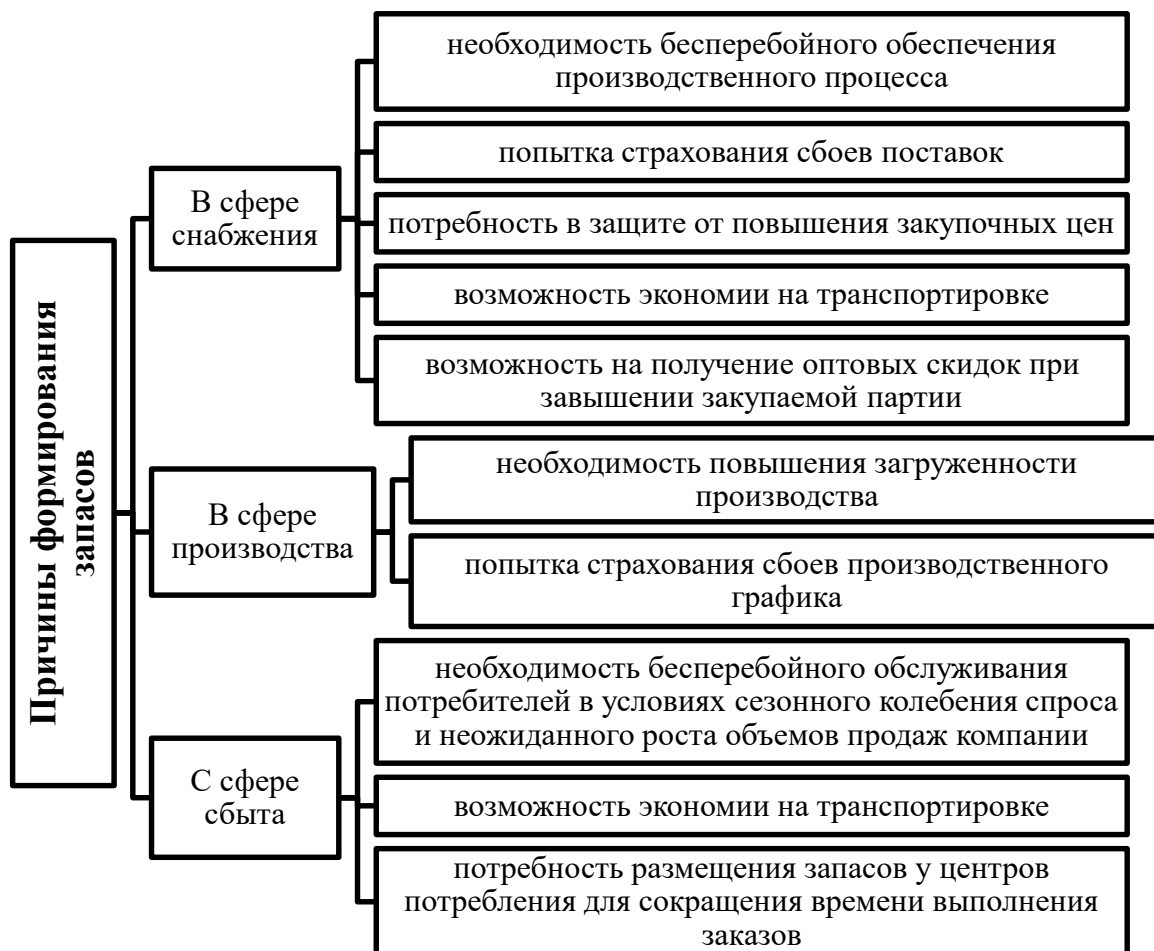 Причины формирования
запасов
В сфере
снабжения
необходимость бесперебойного обеспечения
производственного процесса
попытка страхования сбоев поставок
потребность в защите от повышения закупочных цен
возможность экономии на транспортировке
возможность на получение оптовых скидок при
завышении закупаемой партии
В сфере
производства
необходимость повышения загруженности
производства
попытка страхования сбоев производственного
графика
С сфере
сбыта
необходимость бесперебойного обслуживания
потребителей в условиях сезонного колебения спроса
и неожиданного роста объемов продаж компании
возможность экономии на транспортировке
потребность размещения запасов у центров
потребления для сокращения времени выполнения
заказов